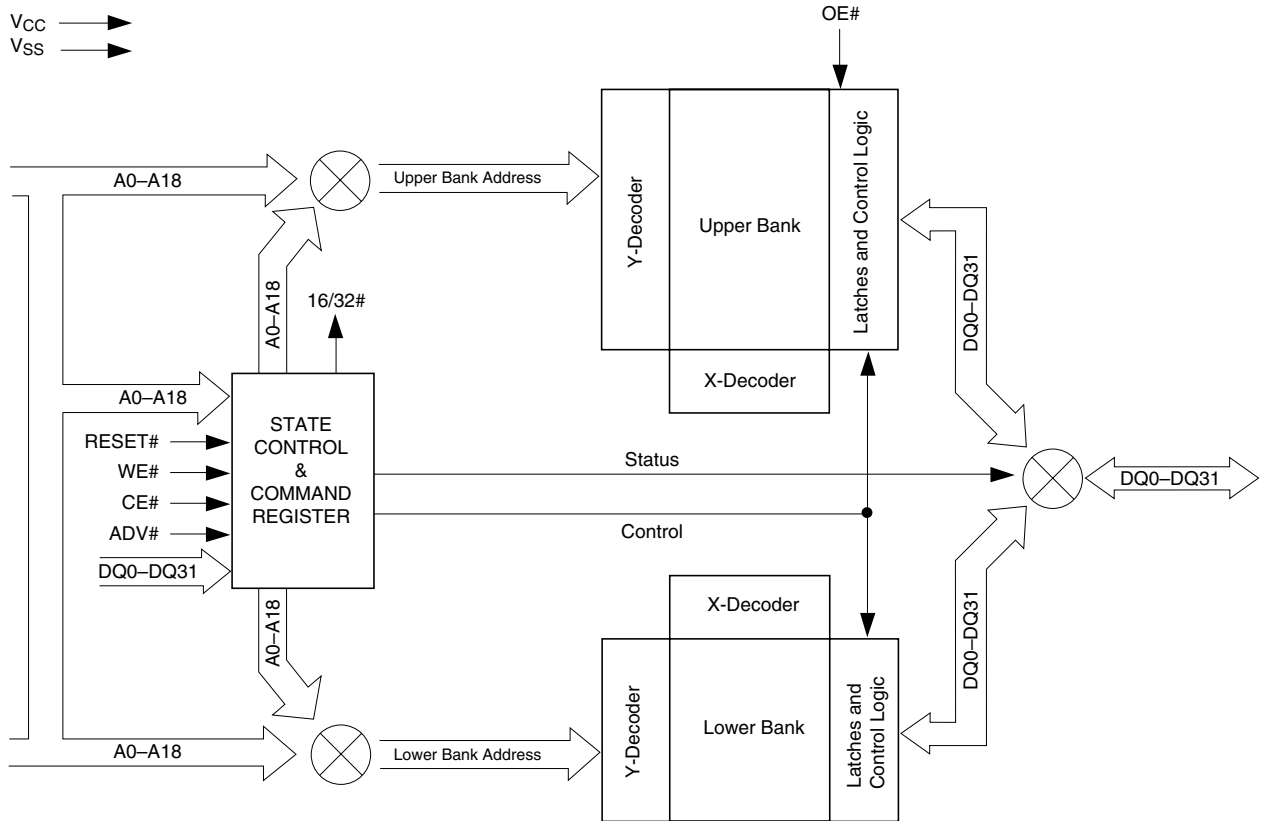 VCC
VSS
OE#
A0–A18
Upper Bank Address
Y-Decoder
Upper Bank
Latches and Control Logic
X-Decoder
DQ0–DQ31
A0–A18
16/32#
A0–A18
RESET#
WE#
CE#
ADV#
DQ0–DQ31
STATE
CONTROL
&
COMMAND
REGISTER
Status
Control
DQ0–DQ31
A0–A18
X-Decoder
DQ0–DQ31
A0–A18
Lower Bank Address
Y-Decoder
Lower Bank
Latches and
Control Logic